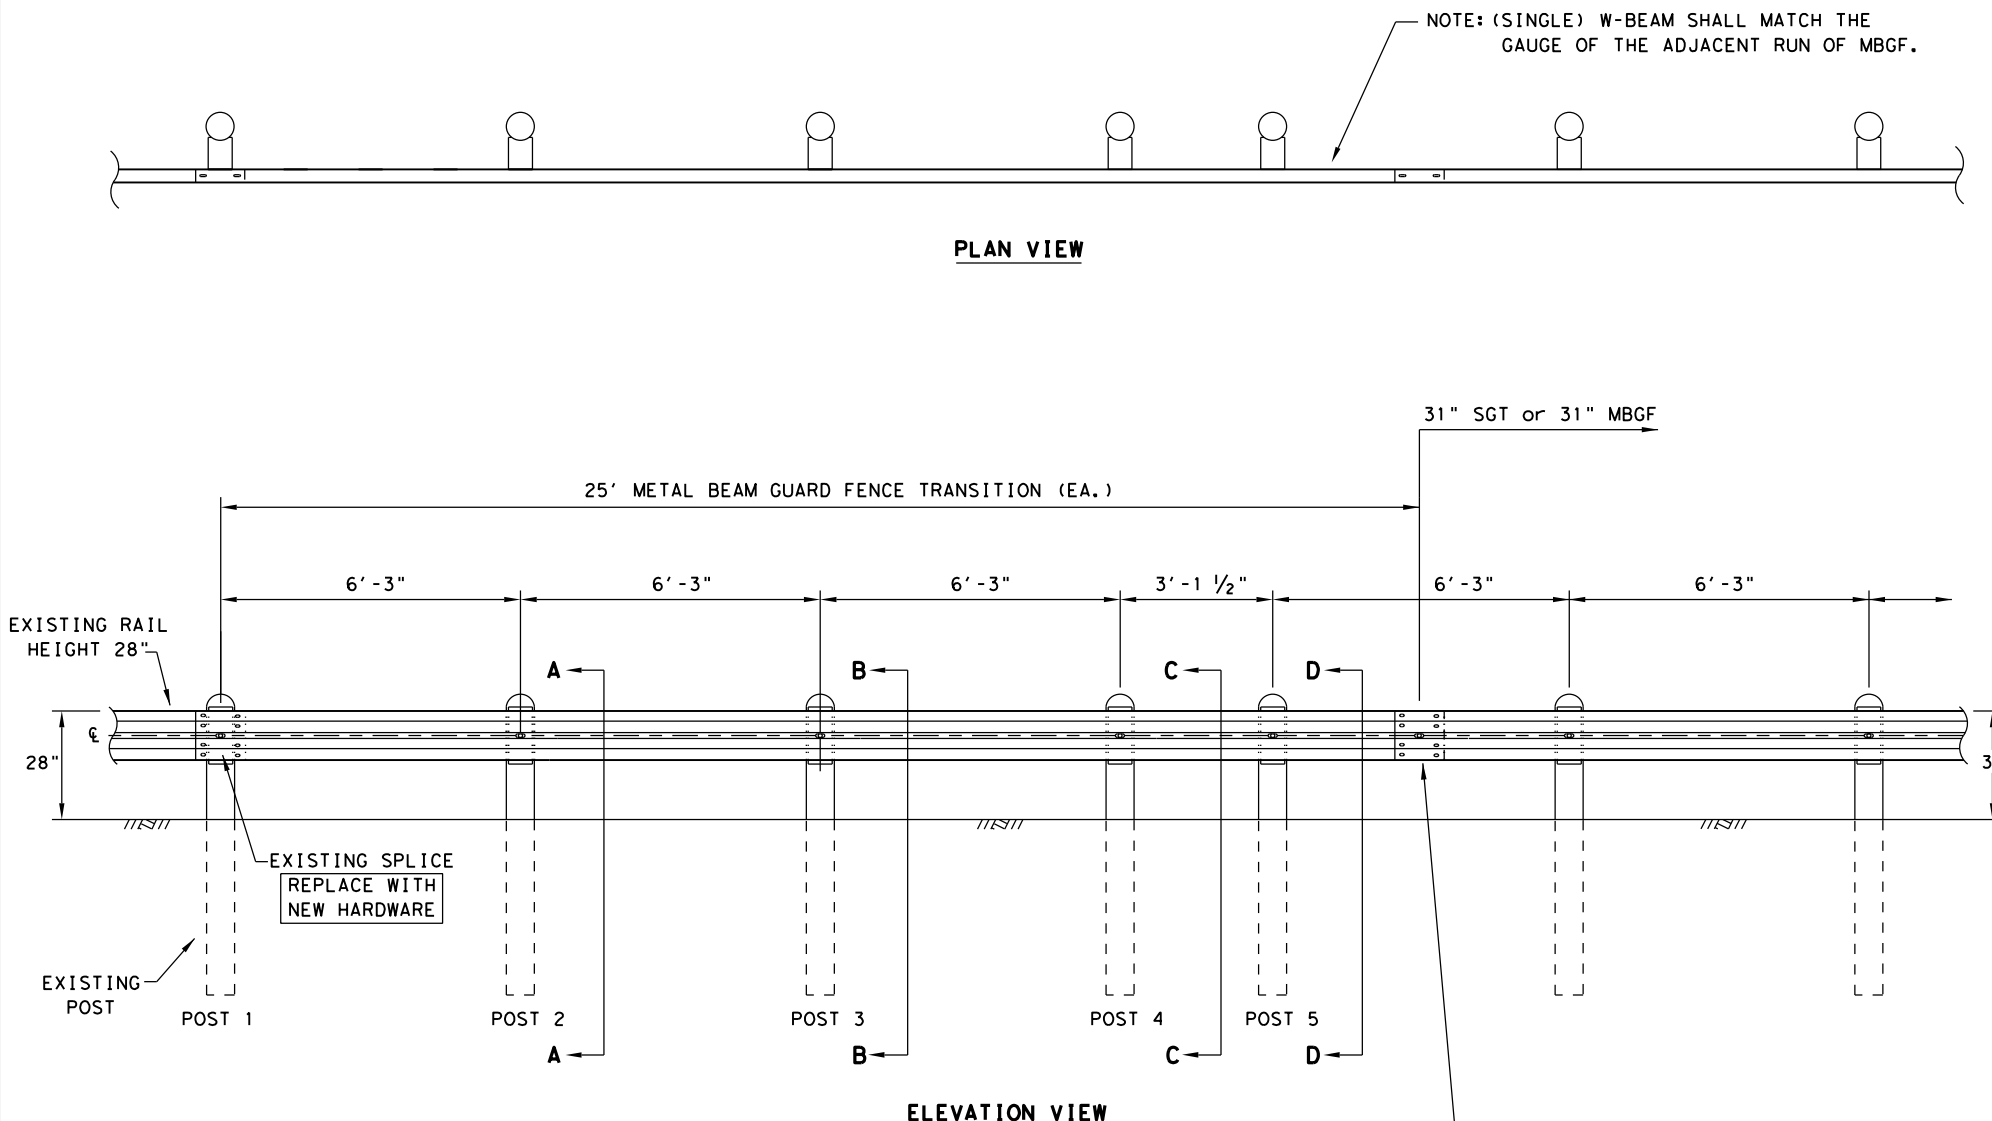 NOTE: (SINGLE) W-BEAM SHALL MATCH THE
GAUGE OF THE ADJACENT RUN OF MBGF.
PLAN VIEW
31" SGT or 31" MBGF
25' METAL BEAM GUARD FENCE TRANSITION (EA.)
6'-3" 6'-3" 6'-3" 3'-1 ½" 6'-3" 6'-3"
EXISTING RAIL
HEIGHT 28"
A B C D
℄
28" 3
EXISTING SPLICE
REPLACE WITH
NEW HARDWARE
EXISTING
POST
POST 1 POST 2 POST 3 POST 4 POST 5
A B C D
ELEVATION VIEW